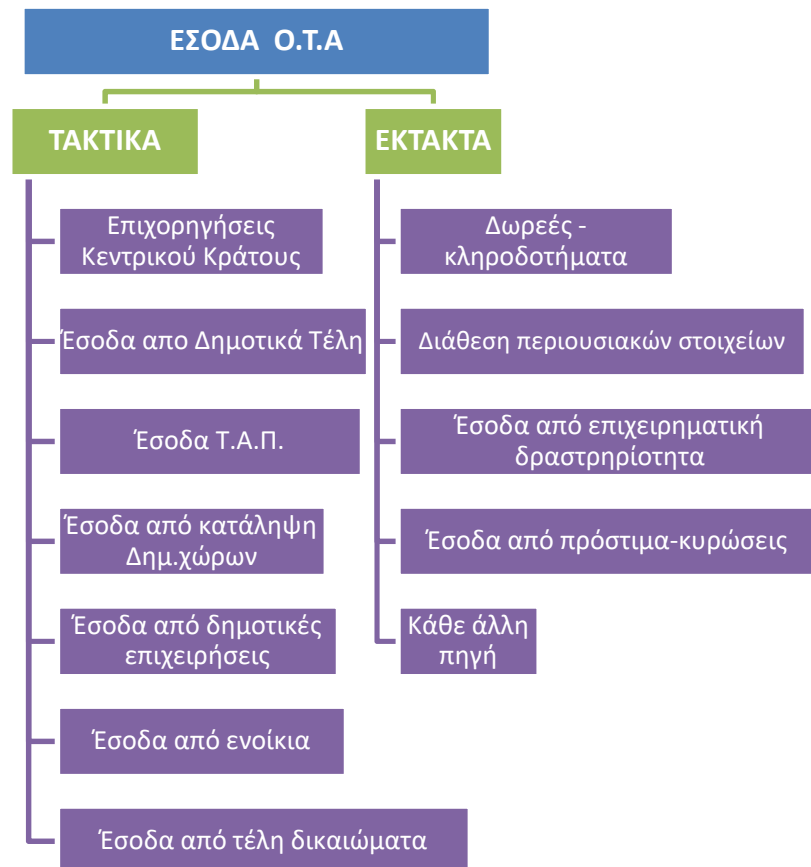 ΕΣΟΔΑ Ο.Τ.Α
ΤΑΚΤΙΚΑ
Επιχορηγήσεις
Κεντρικού Κράτους
Έσοδα απο Δημοτικά Τέλη
Έσοδα Τ.Α.Π.
Έσοδα από κατάληψη
Δημ.χώρων
Έσοδα από δημοτικές
επιχειρήσεις
Έσοδα από ενοίκια
Έσοδα από τέλη δικαιώματα
ΕΚΤΑΚΤΑ
Δωρεές -
κληροδοτήματα
Διάθεση περιουσιακών στοιχείων
Έσοδα από επιχειρηματική
δραστρηρίοτητα
Έσοδα από πρόστιμα-κυρώσεις
Κάθε άλλη
πηγή